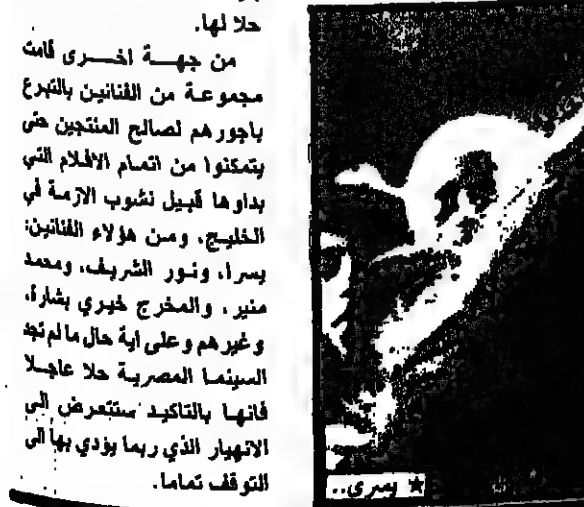 حلا لها.
من جهة اخرى قامت
مجموعة من الفنانين بالتبرع
باجورهم لصالح المنتجين حتى
يتمكنوا من اتمام الافلام التي
بداوها قبيل نشوب الازمة في
الخليج، ومن هؤلاء الفنانين:
يسرا، ونور الشريف، ومحمد
منير، والمخرج خيري بشارة،
وغيرهم وعلى اية حال ما لم تجد
السينما المصرية حلا عاجلا
فانها بالتاكيد ستتعرض الى
الانهيار الذي ربما يؤدي بها الى
التوقف تماما.
★ يسرى..